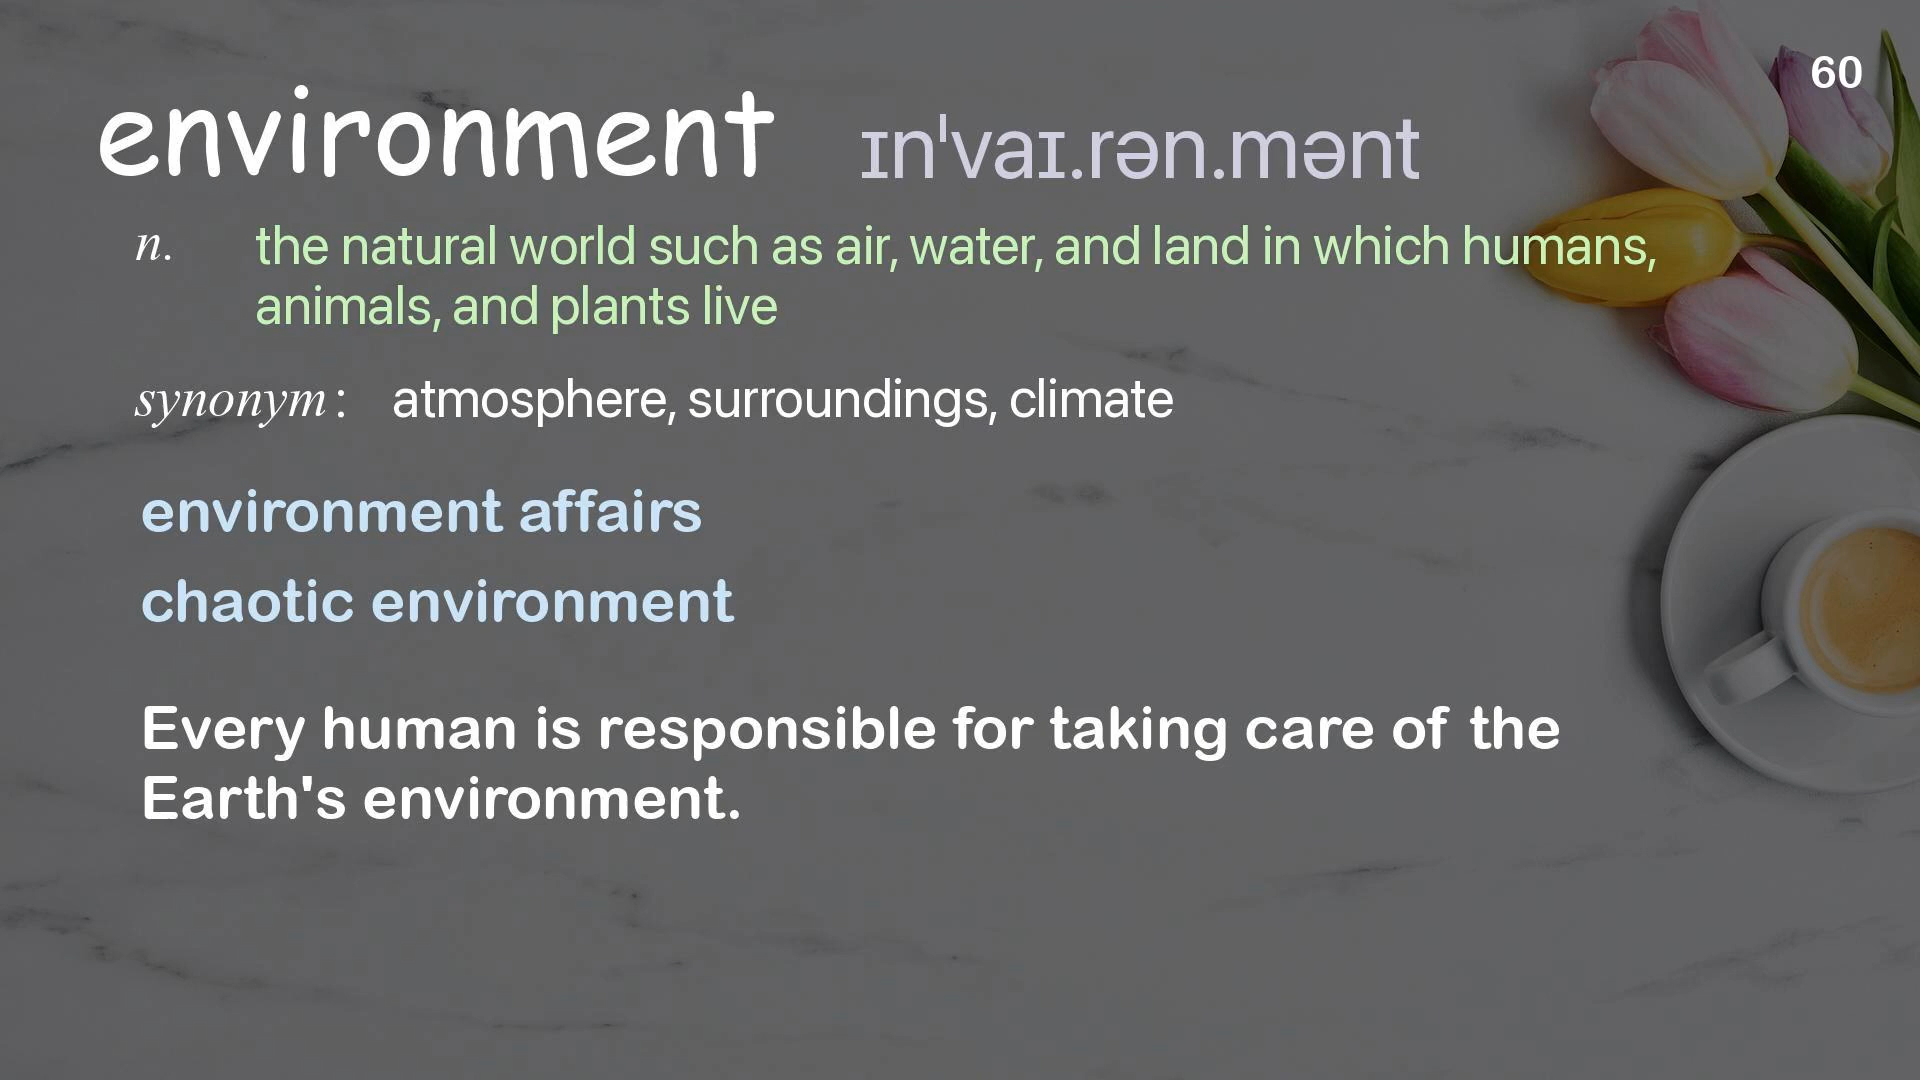 60
environment ɪnˈvaɪ.rən.mənt
n. the natural world such as air, water, and land in which humans,
animals, and plants live
synonym : atmosphere, surroundings, climate
environment affairs
chaotic environment
Every human is responsible for taking care of the
Earth's environment.